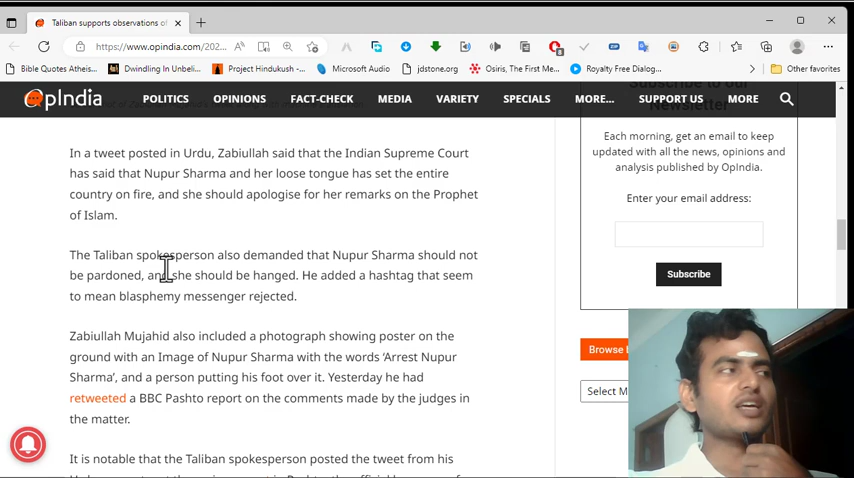 Taliban supports observations of
https://www.opindia.com/202...
Bible Quotes Atheis...
Dwindling In Unbeli...
Project Hindukush -...
Microsoft Audio
jdstone.org
Osiris, The First Me...
Royalty Free Dialog...
Other favorites
OpIndia
POLITICS
OPINIONS
FACT-CHECK
MEDIA
VARIETY
SPECIALS
MORE...
SUPPORT US
MORE
In a tweet posted in Urdu, Zabiullah said that the Indian Supreme Court
has said that Nupur Sharma and her loose tongue has set the entire
country on fire, and she should apologise for her remarks on the Prophet
of Islam.
The Taliban spokesperson also demanded that Nupur Sharma should not
be pardoned, and she should be hanged. He added a hashtag that seem
to mean blasphemy messenger rejected.
Zabiullah Mujahid also included a photograph showing poster on the
ground with an Image of Nupur Sharma with the words ‘Arrest Nupur
Sharma’, and a person putting his foot over it. Yesterday he had
retweeted a BBC Pashto report on the comments made by the judges in
the matter.
It is notable that the Taliban spokesperson posted the tweet from his
Subscribe to our
Newsletter
Each morning, get an email to keep
updated with all the news, opinions and
analysis published by OpIndia.
Enter your email address:
Subscribe
Browse
Select M